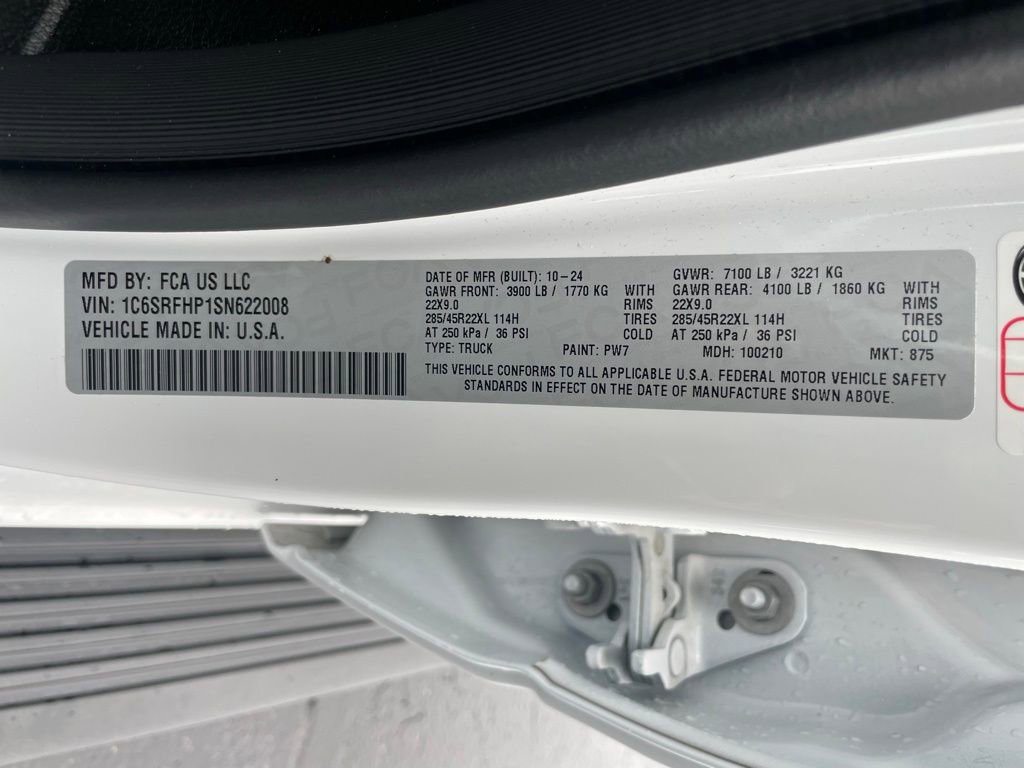 MFD BY: FCA US LLC
VIN: 1C6SRFHP1SN622008
VEHICLE MADE IN: U.S.A.
DATE OF MFR (BUILT): 10-24
GAWR FRONT: 3900 LB / 1770 KG WITH
22X9.0 RIMS
285/45R22XL 114H TIRES
AT 250 kPa / 36 PSI COLD
GVWR: 7100 LB / 3221 KG
GAWR REAR: 4100 LB / 1860 KG WITH
22X9.0 RIMS
285/45R22XL 114H TIRES
AT 250 kPa / 36 PSI COLD
TYPE: TRUCK PAINT: PW7 MDH: 100210 MKT: 875
THIS VEHICLE CONFORMS TO ALL APPLICABLE U.S.A. FEDERAL MOTOR VEHICLE SAFETY
STANDARDS IN EFFECT ON THE DATE OF MANUFACTURE SHOWN ABOVE.